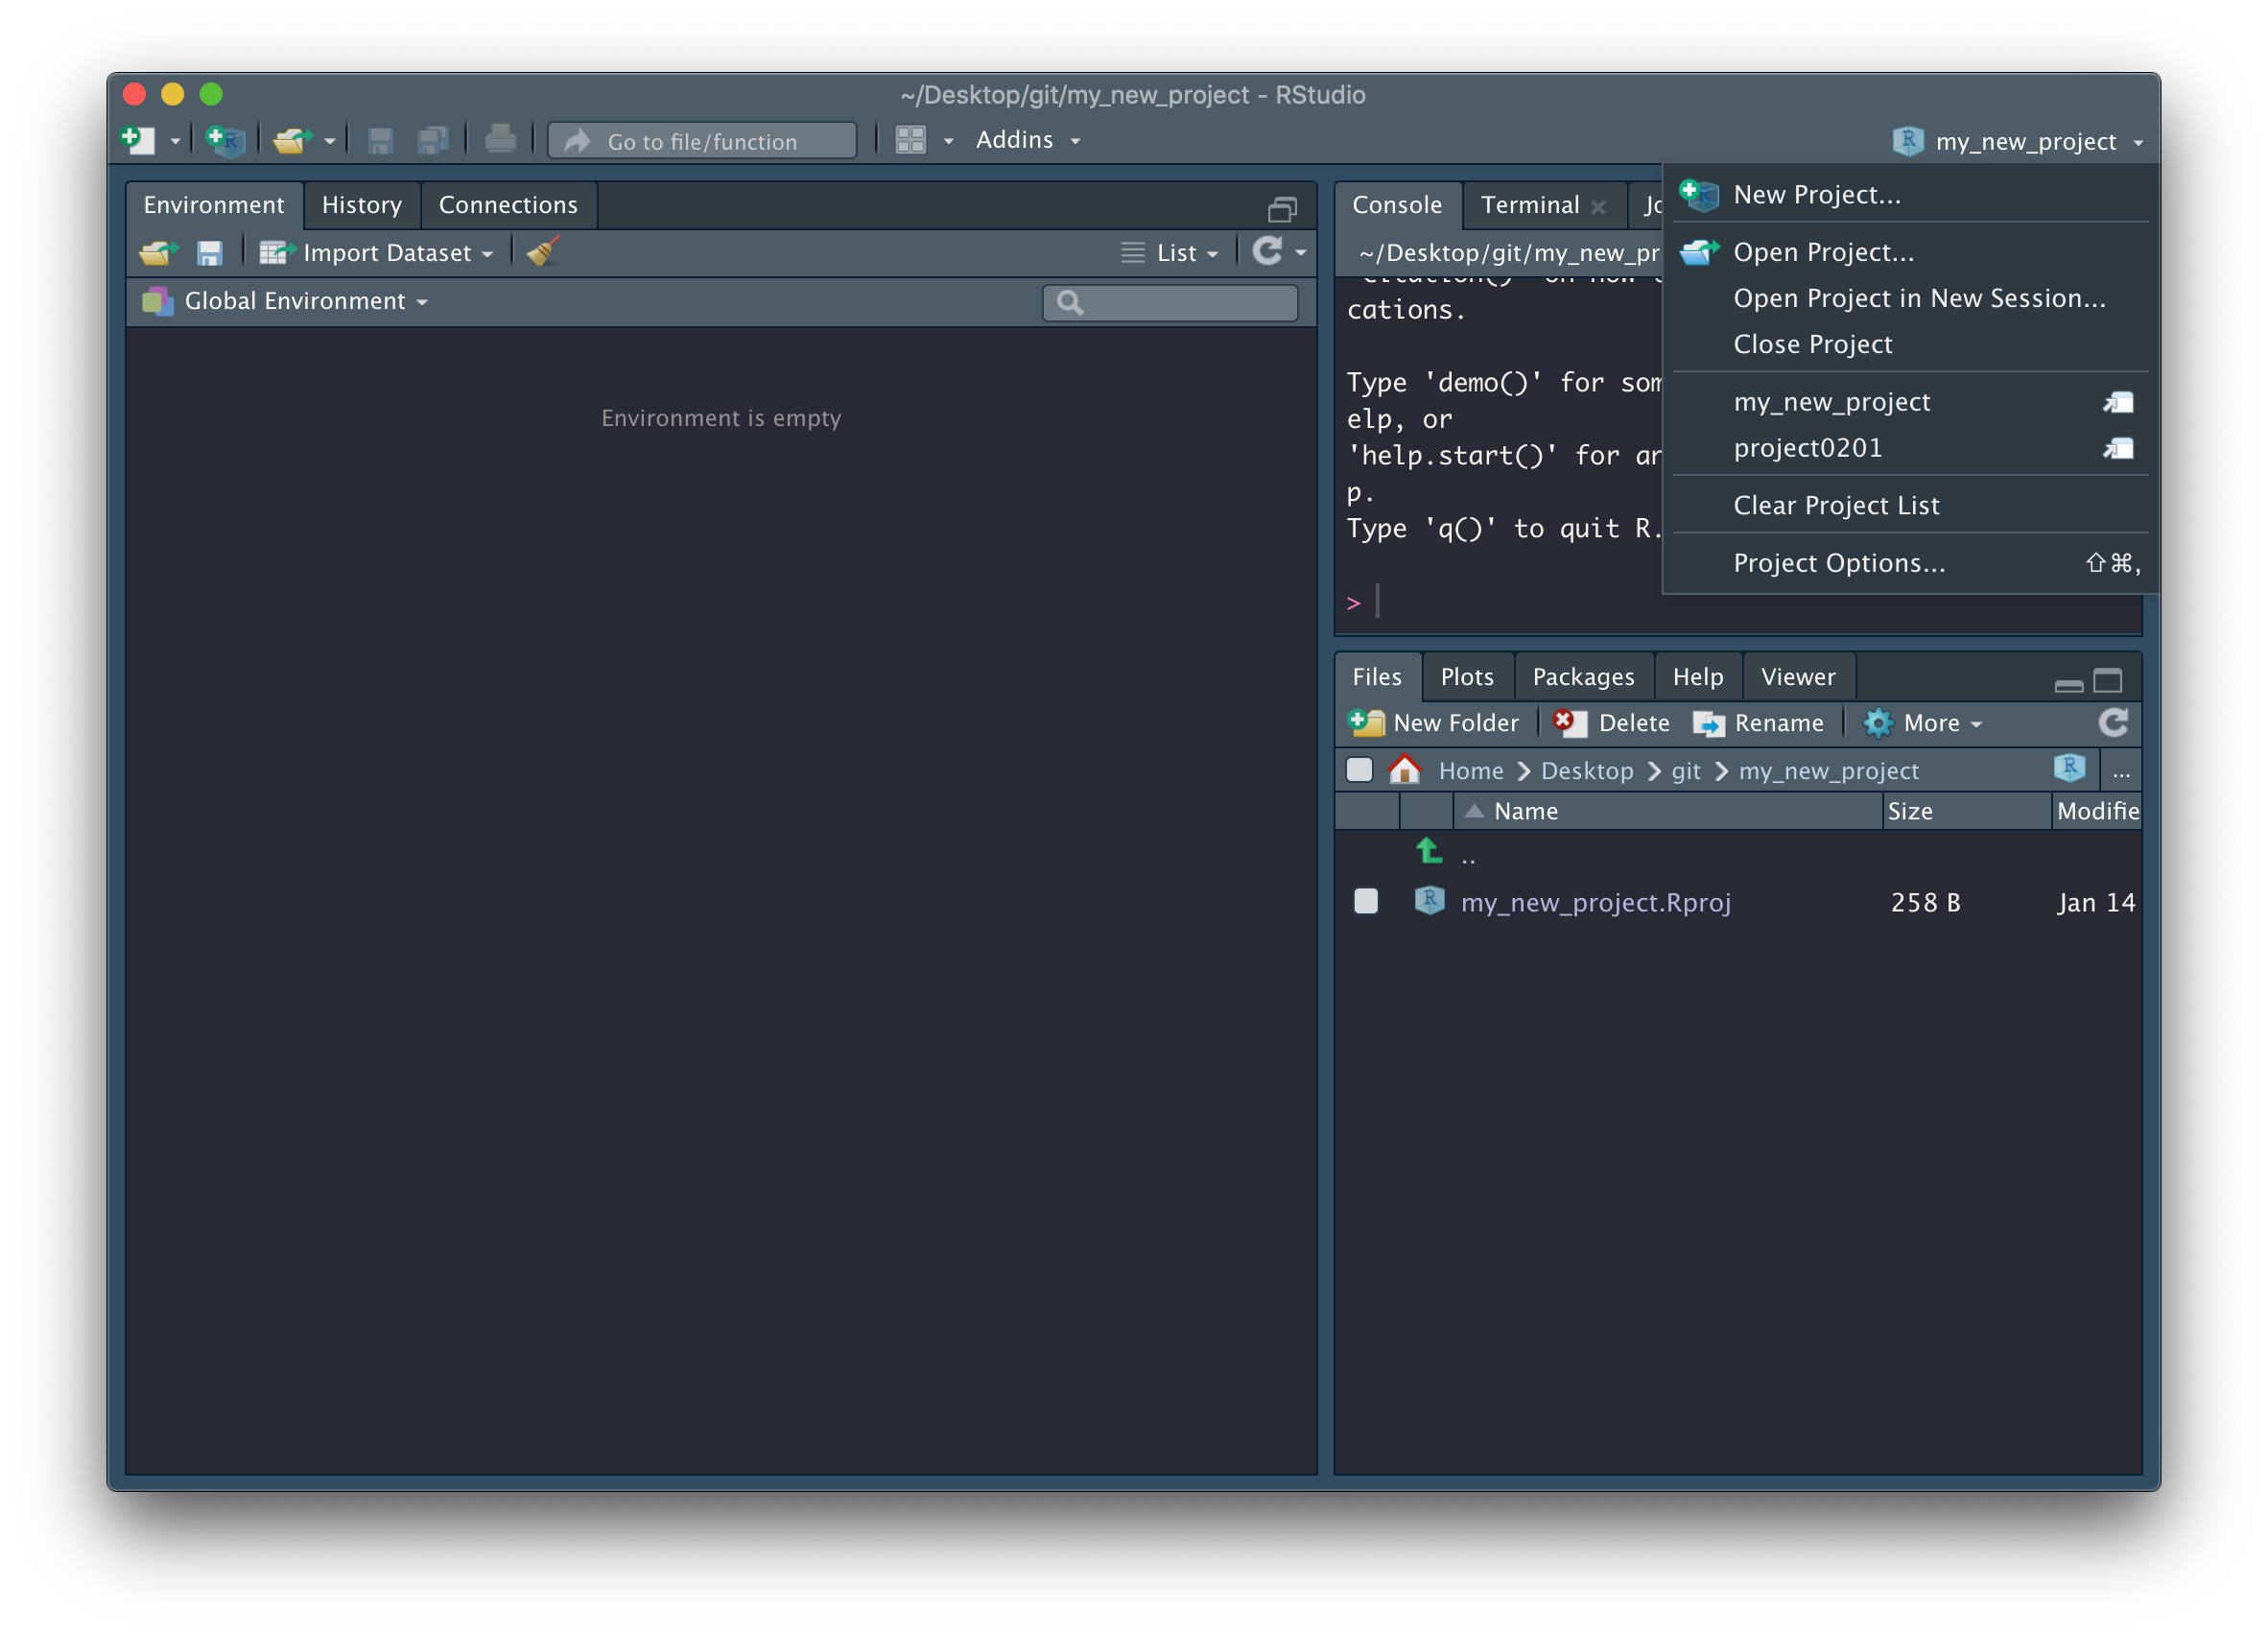 ~/Desktop/git/my_new_project - RStudio
Go to file/function
Addins
my_new_project
Environment
History
Connections
Import Dataset
List
Global Environment
Environment is empty
Console
Terminal
~/Desktop/git/my_new_pr
cations.
Type 'demo()' for som
elp, or
'help.start()' for an
p.
Type 'q()' to quit R.
>
New Project...
Open Project...
Open Project in New Session...
Close Project
my_new_project
project0201
Clear Project List
Project Options... ⇧⌘,
Files
Plots
Packages
Help
Viewer
New Folder
Delete
Rename
More
Home
Desktop
git
my_new_project
...
Name
Size
Modifie
..
my_new_project.Rproj
258 B
Jan 14